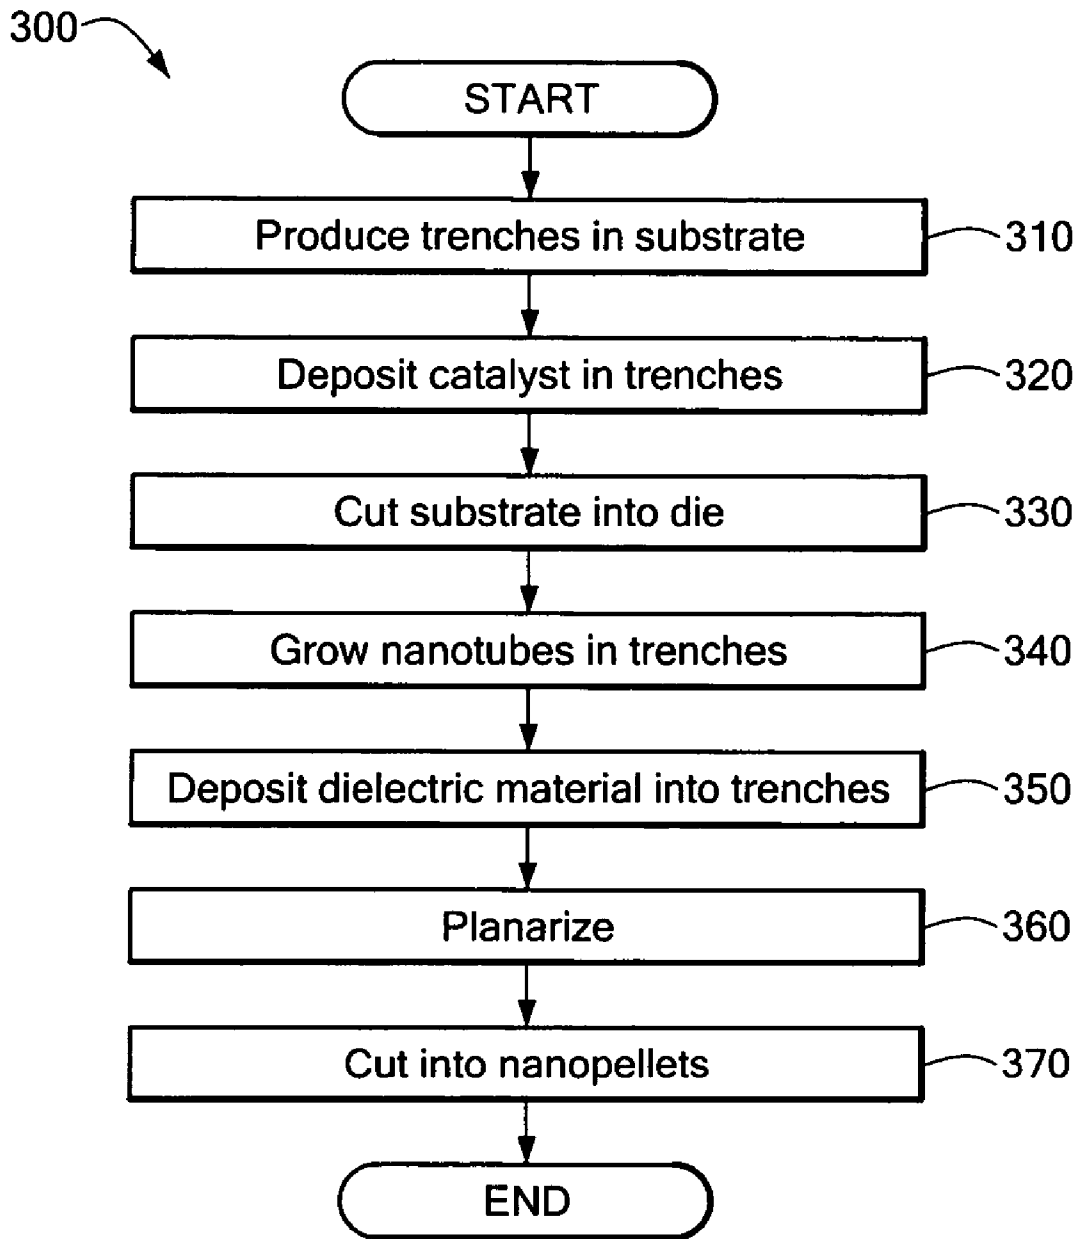 300
START
Produce trenches in substrate
310
Deposit catalyst in trenches
320
Cut substrate into die
330
Grow nanotubes in trenches
340
Deposit dielectric material into trenches
350
Planarize
360
Cut into nanopellets
370
END